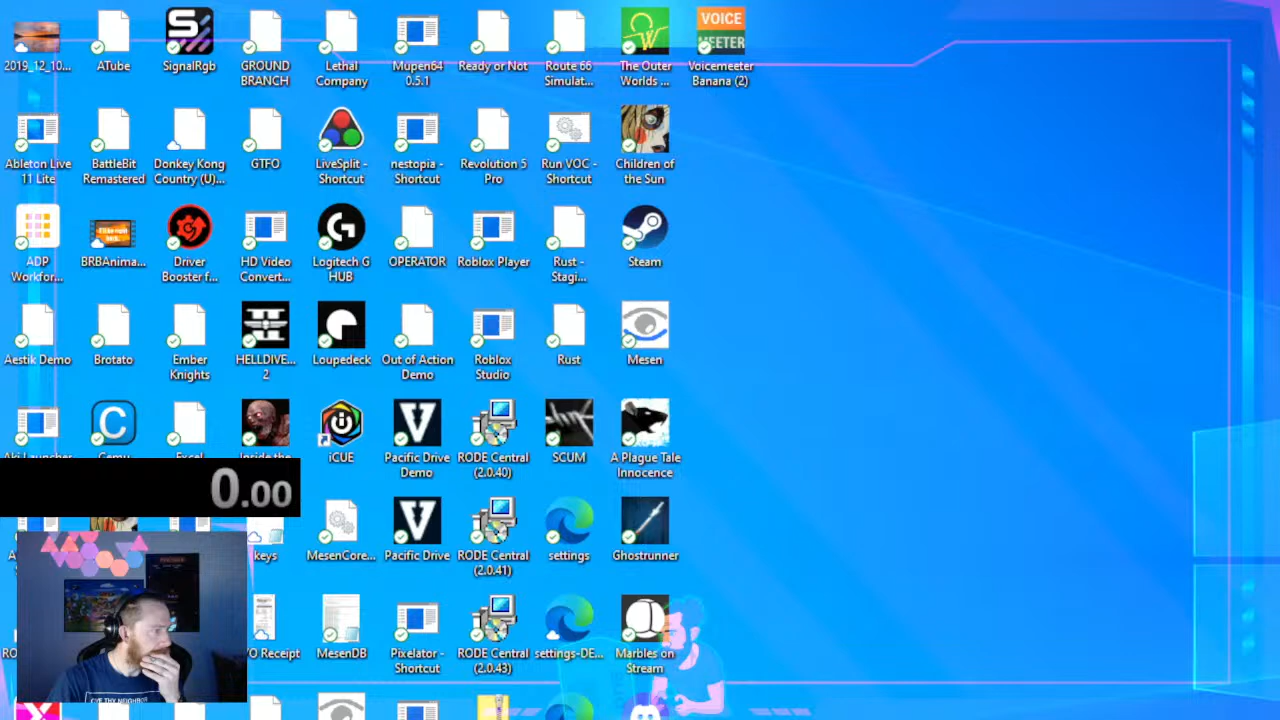 VOICE
MEETER
2019_12_10...
ATube
SignalRgb
GROUND
BRANCH
Lethal
Company
Mupen64
0.5.1
Ready or Not
Route 66
Simulat...
The Outer
Worlds ...
Voicemeeter
Banana (2)
Ableton Live
11 Lite
BattleBit
Remastered
Donkey Kong
Country (U)...
GTFO
LiveSplit -
Shortcut
nestopia -
Shortcut
Revolution 5
Pro
Run VOC -
Shortcut
Children of
the Sun
ADP
Workfor...
BRBAnima...
Driver
Booster f...
HD Video
Convert...
Logitech G
HUB
OPERATOR
Roblox Player
Rust -
Stagi...
Steam
Aestik Demo
Brotato
Ember
Knights
HELLDIVE...
2
Loupedeck
Out of Action
Demo
Roblox
Studio
Rust
Mesen
Aki Launcher
Cemu
Excel
Inside the
iCUE
Pacific Drive
Demo
RODE Central
(2.0.40)
SCUM
A Plague Tale
Innocence
0.00
keys
MesenCore...
Pacific Drive
RODE Central
(2.0.41)
settings
Ghostrunner
O Receipt
MesenDB
Pixelator -
Shortcut
RODE Central
(2.0.43)
settings-DE...
Marbles on
Stream